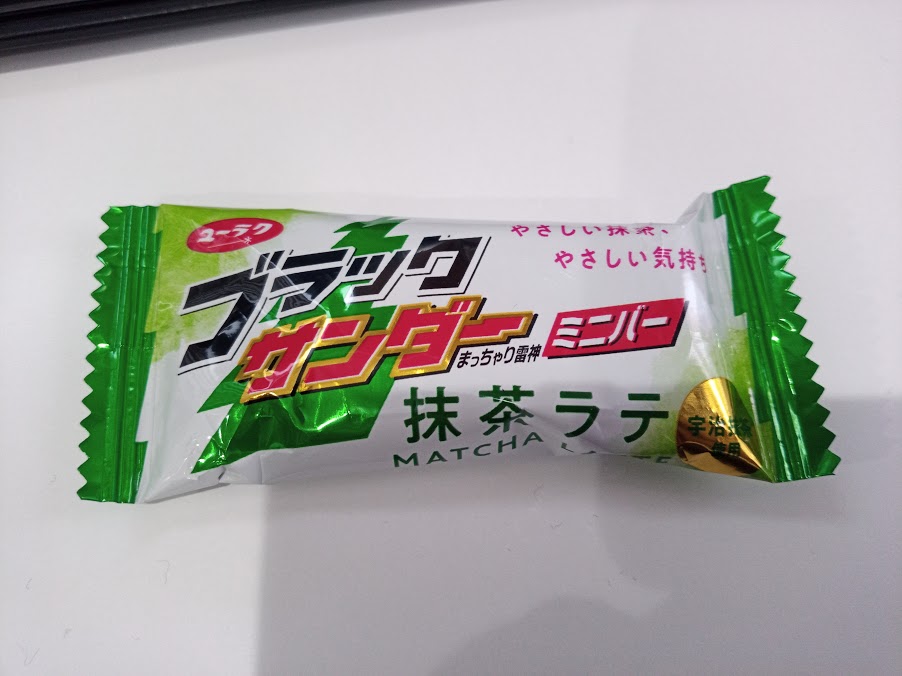 ユーラク
やさしい抹茶、
やさしい気持ち
ブラック
サンダー
まっちゃり雷神
ミニバー
抹茶ラテ
MATCHA
宇治抹茶
使用